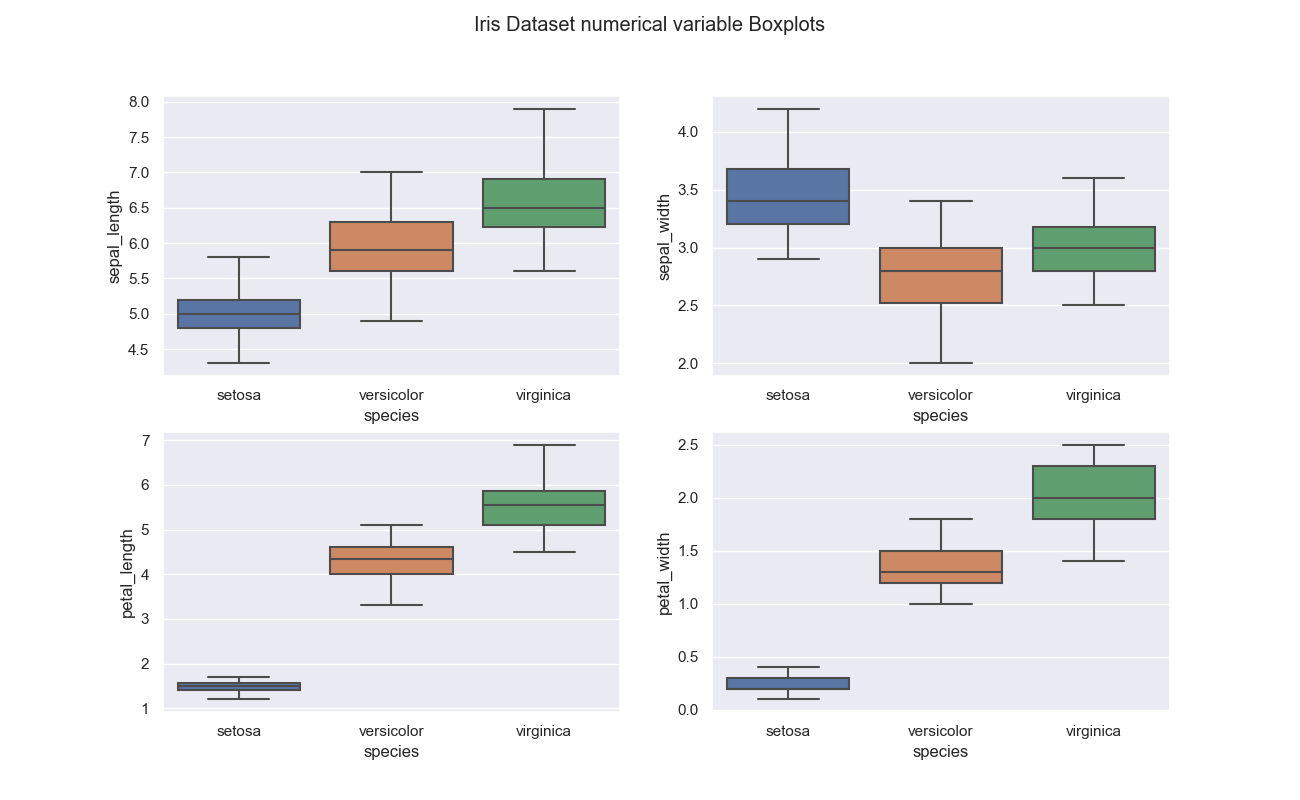 Iris Dataset numerical variable Boxplots
sepal_length
8.0
7.5
7.0
6.5
6.0
5.5
5.0
4.5
setosa versicolor virginica
species
sepal_width
4.0
3.5
3.0
2.5
2.0
setosa versicolor virginica
species
petal_length
7
6
5
4
3
2
1
setosa versicolor virginica
species
petal_width
2.5
2.0
1.5
1.0
0.5
0.0
setosa versicolor virginica
species